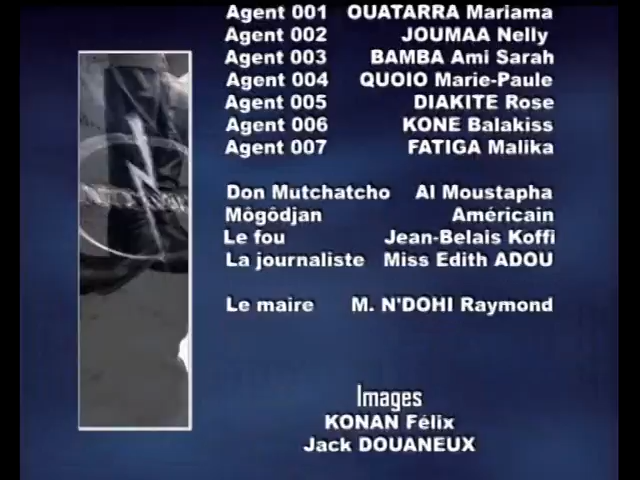 Agent 001 OUATARRA Mariama
Agent 002 JOUMAA Nelly
Agent 003 BAMBA Ami Sarah
Agent 004 QUOIO Marie-Paule
Agent 005 DIAKITE Rose
Agent 006 KONE Balakiss
Agent 007 FATIGA Malika
Don Mutchatcho Al Moustapha
Môgôdjan Américain
Le fou Jean-Belais Koffi
La journaliste Miss Edith ADOU
Le maire M. N'DOHI Raymond
Images
KONAN Félix
Jack DOUANEUX